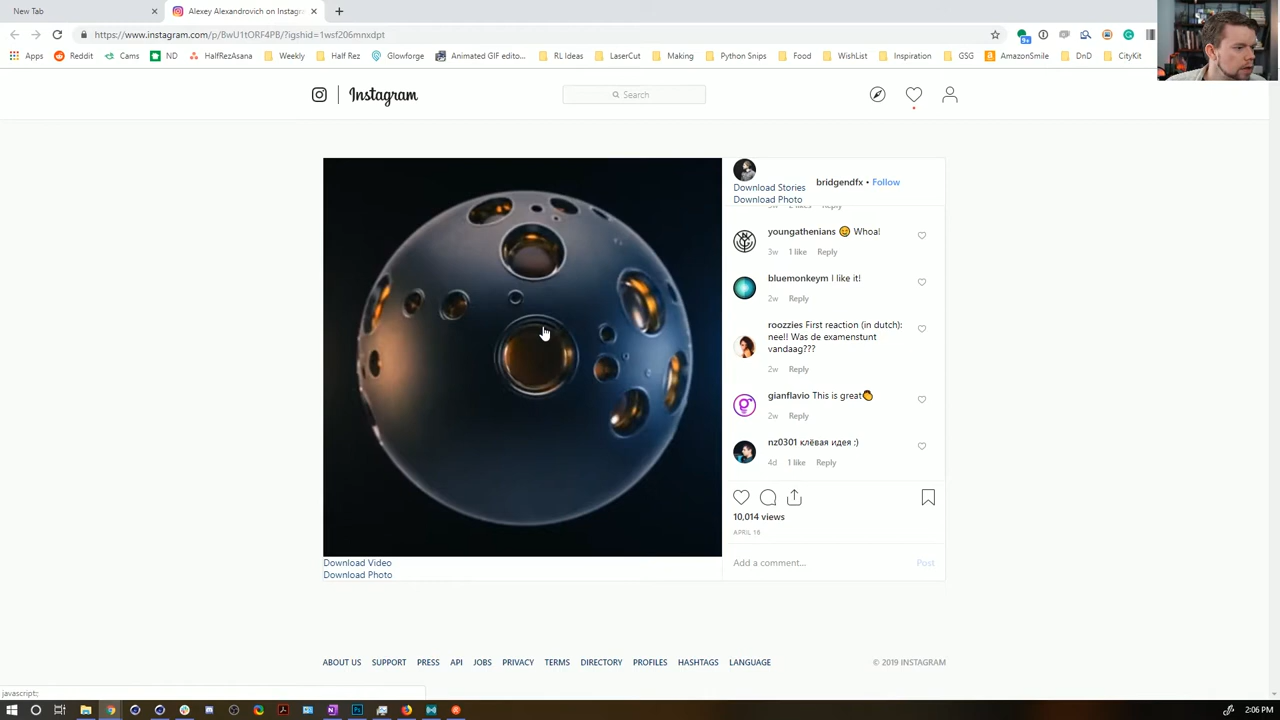 New Tab
Alexey Alexandrovich on Instagr
https://www.instagram.com/p/BwU1tORF4PB/?igshid=1wsf206mnxdpt
Apps
Reddit
Cams
ND
HalfRezAsana
Weekly
Half Rez
Glowforge
Animated GIF edito...
RL Ideas
LaserCut
Making
Python Snips
Food
WishList
Inspiration
GSG
AmazonSmile
DnD
CityKit
Instagram
Search
Download Stories
Download Photo
bridgendfx • Follow
3w 2 likes Reply
youngathenians 😉 Whoa!
3w 1 like Reply
bluemonkeym I like it!
2w Reply
roozzies First reaction (in dutch):
nee!! Was de examenstunt
vandaag???
2w Reply
gianflavio This is great👏
2w Reply
nz0301 клёвая идея :)
4d 1 like Reply
10,014 views
APRIL 16
Add a comment...
Post
Download Video
Download Photo
ABOUT US
SUPPORT
PRESS
API
JOBS
PRIVACY
TERMS
DIRECTORY
PROFILES
HASHTAGS
LANGUAGE
© 2019 INSTAGRAM
javascript:;
2:06 PM